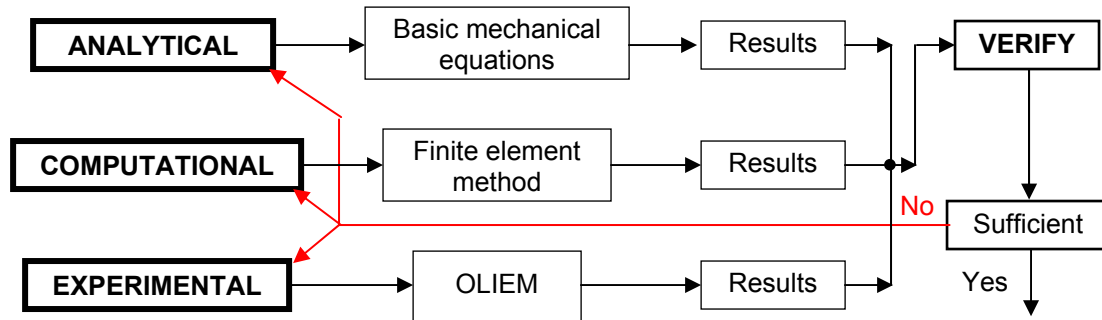 ANALYTICAL
Basic mechanical
equations
Results
VERIFY
COMPUTATIONAL
Finite element
method
Results
No
Sufficient
EXPERIMENTAL
OLIEM
Results
Yes